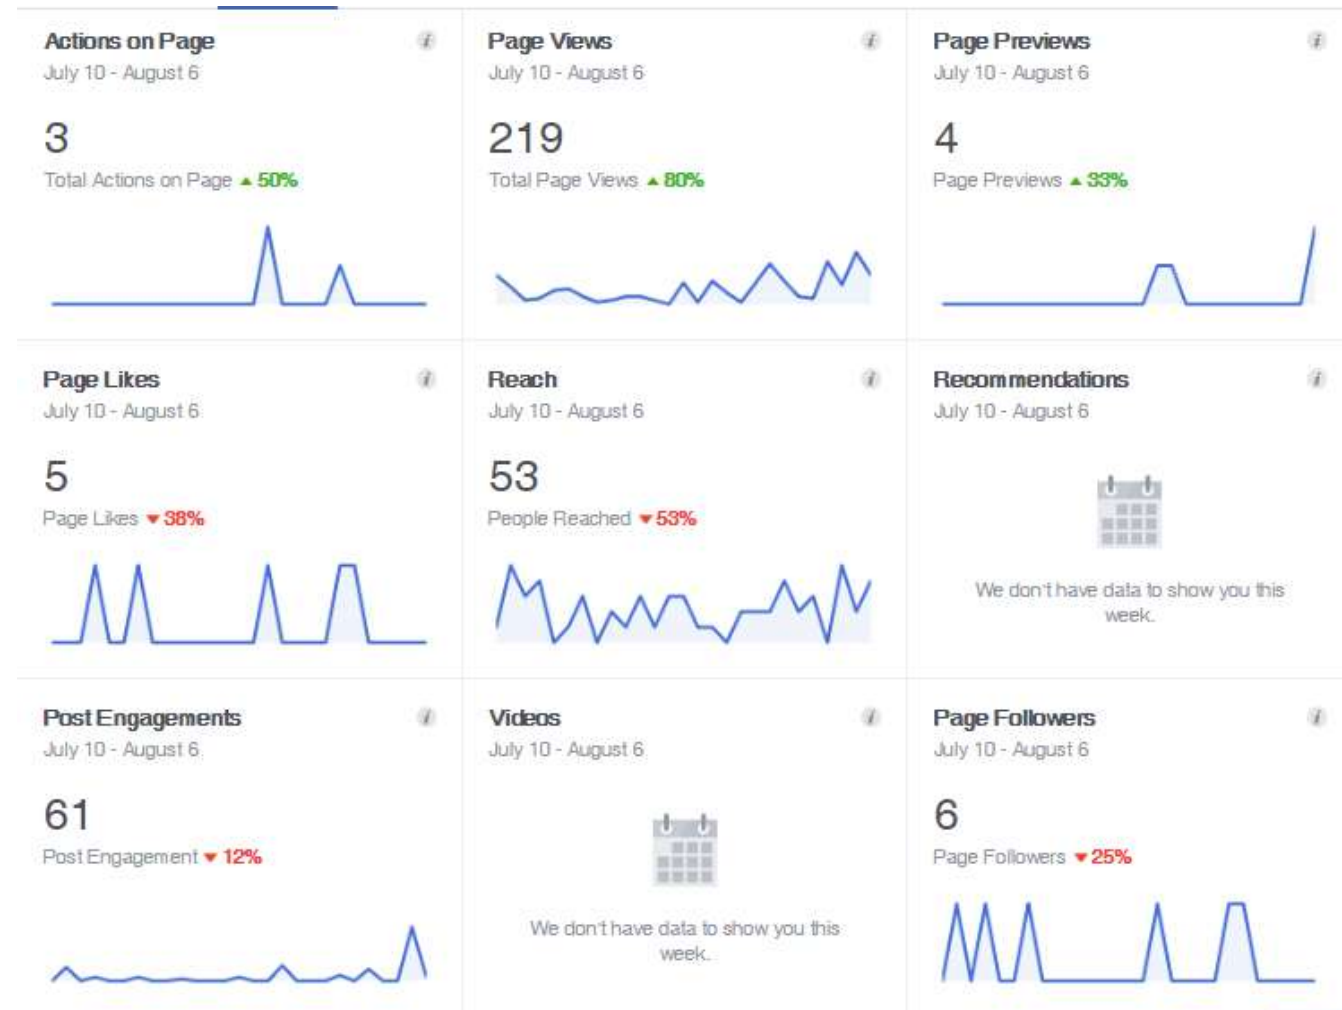 Actions on Page
July 10 - August 6
3
Total Actions on Page ▲ 50%
Page Views
July 10 - August 6
219
Total Page Views ▲ 80%
Page Previews
July 10 - August 6
4
Page Previews ▲ 33%
Page Likes
July 10 - August 6
5
Page Likes ▼ 38%
Reach
July 10 - August 6
53
People Reached ▼ 53%
Recommendations
July 10 - August 6
We don't have data to show you this
week.
Post Engagements
July 10 - August 6
61
Post Engagement ▼ 12%
Videos
July 10 - August 6
We don't have data to show you this
week.
Page Followers
July 10 - August 6
6
Page Followers ▼ 25%